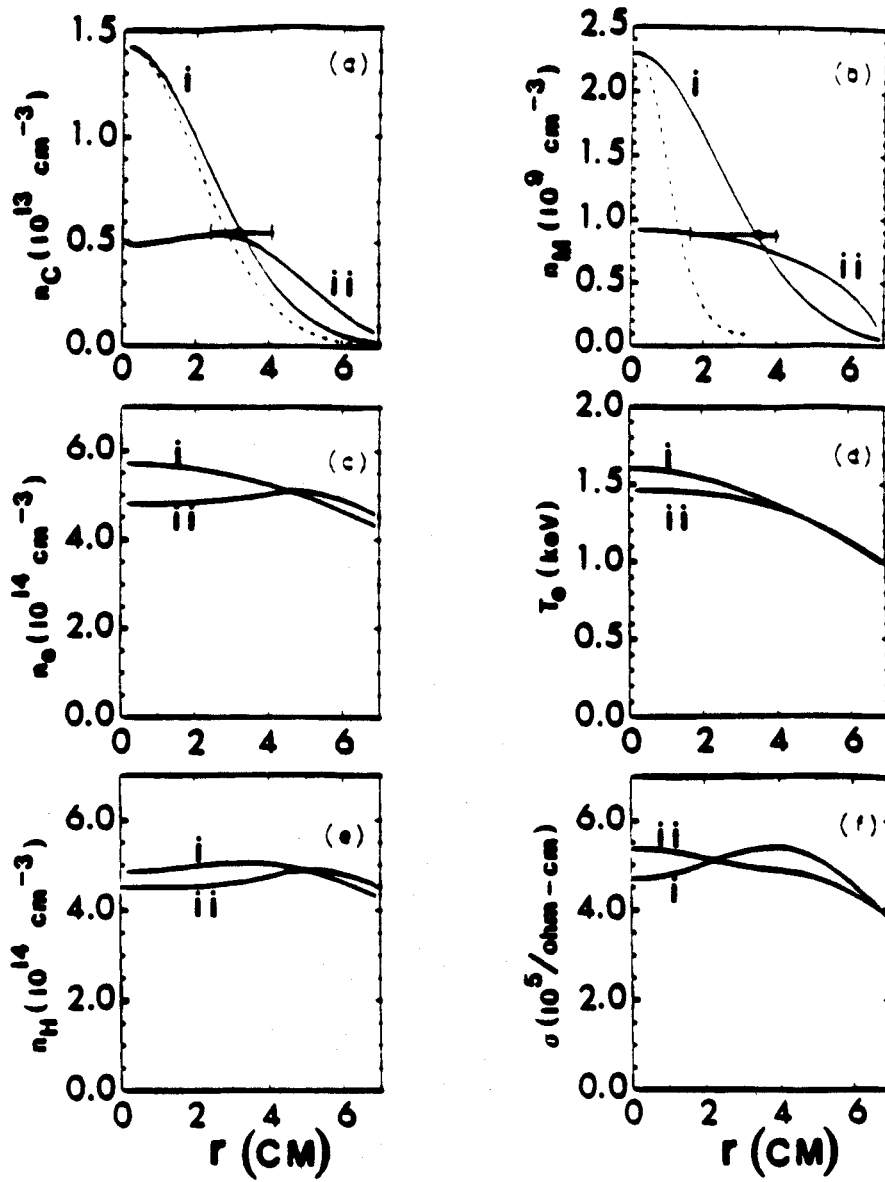 n_C (10^13 cm^-3)
1.5
1.0
0.5
0.0
(a)
i
ii
0 2 4 6
n_M (10^9 cm^-3)
2.5
2.0
1.5
1.0
0.5
0.0
(b)
i
ii
0 2 4 6
n_e (10^14 cm^-3)
6.0
4.0
2.0
0.0
(c)
i
ii
0 2 4 6
T_e (keV)
2.0
1.5
1.0
0.5
0.0
(d)
i
ii
0 2 4 6
n_H (10^14 cm^-3)
6.0
4.0
2.0
0.0
(e)
i
ii
0 2 4 6
r (CM)
σ (10^5/ohm-cm)
6.0
4.0
2.0
0.0
(f)
ii
i
0 2 4 6
r (CM)